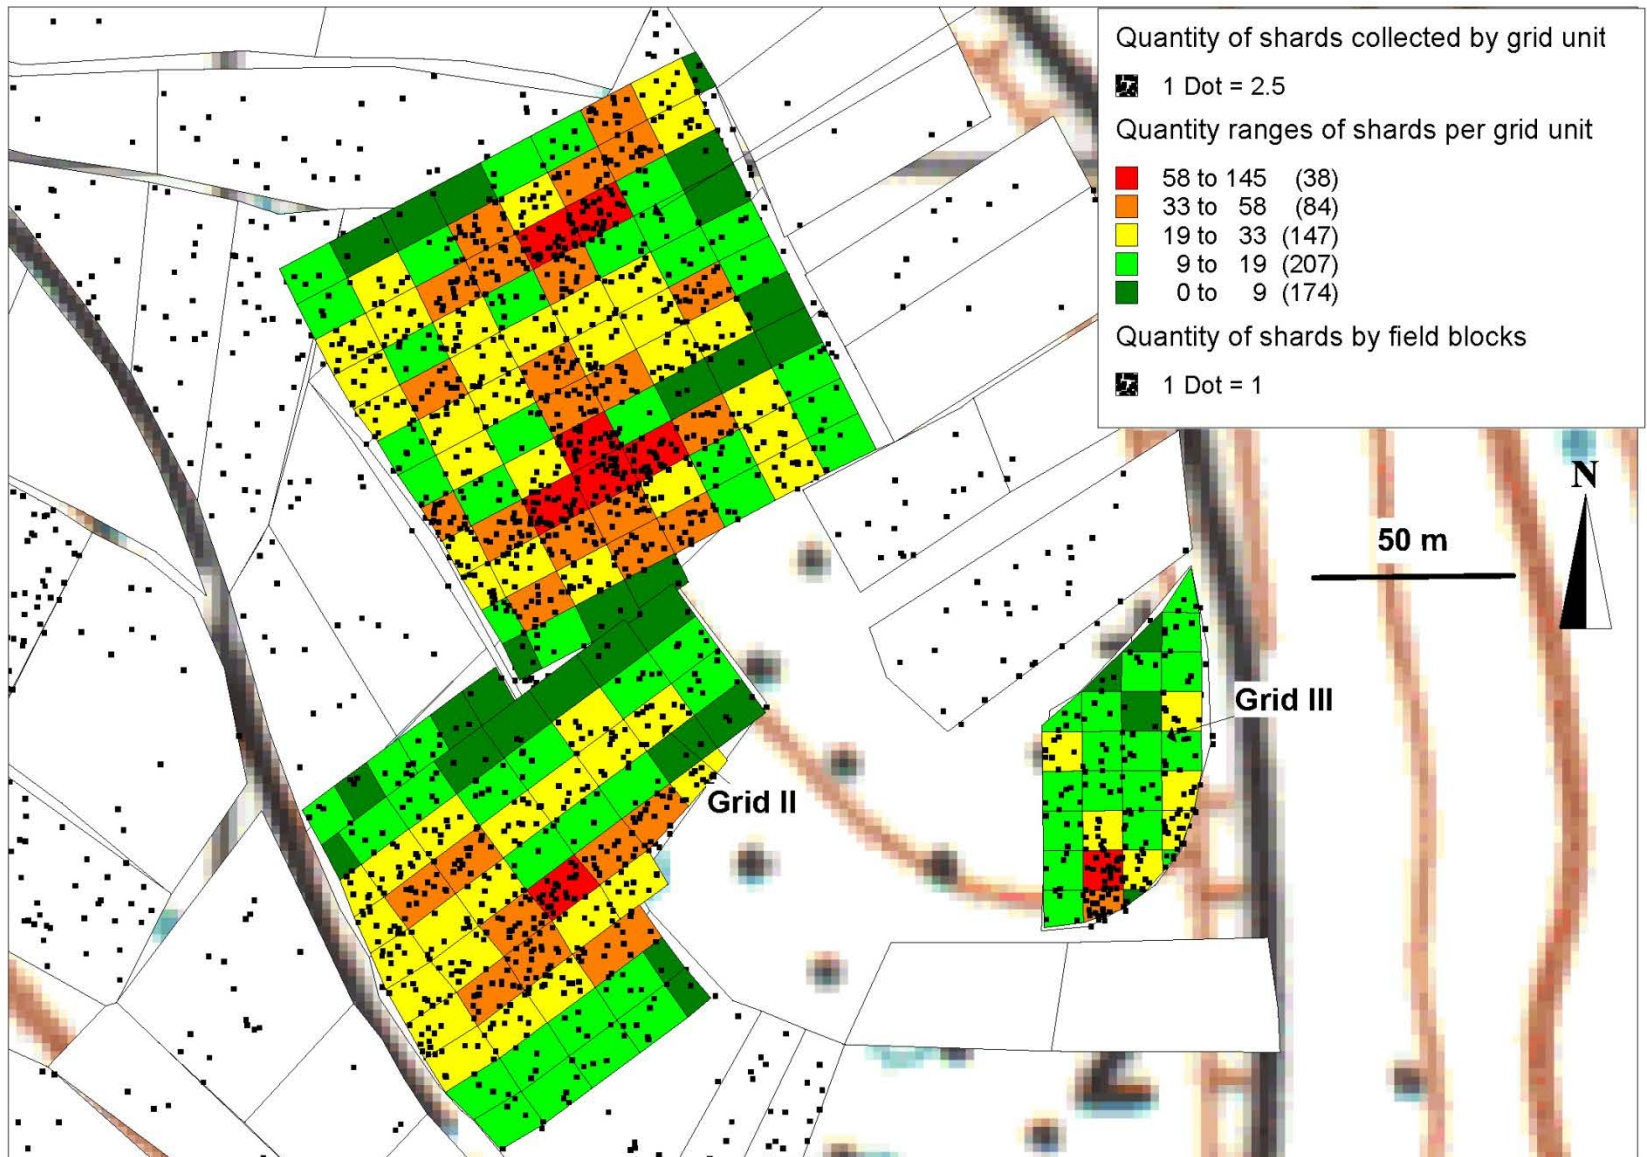 Quantity of shards collected by grid unit
1 Dot = 2.5
Quantity ranges of shards per grid unit
58 to 145 (38)
33 to 58 (84)
19 to 33 (147)
9 to 19 (207)
0 to 9 (174)
Quantity of shards by field blocks
1 Dot = 1
N
50 m
Grid III
Grid II